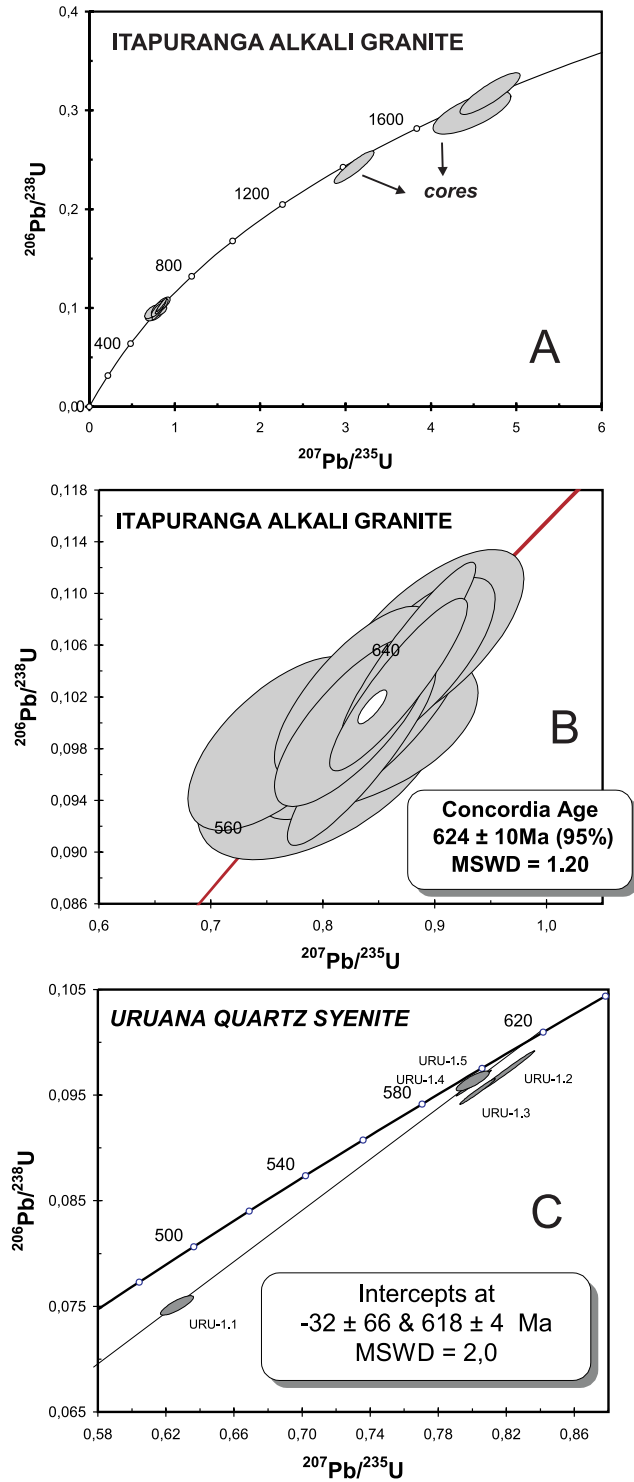 ITAPURANGA ALKALI GRANITE
0,4
0,3
0,2
0,1
0,0
0
1600
1200
800
400
cores
A
0 1 2 3 4 5 6
206Pb/238U
207Pb/235U
ITAPURANGA ALKALI GRANITE
0,118
0,114
0,110
0,106
0,102
0,098
0,094
0,090
0,086
640
560
B
Concordia Age
624 ± 10Ma (95%)
MSWD = 1.20
0,6 0,7 0,8 0,9 1,0
206Pb/238U
207Pb/235U
URUANA QUARTZ SYENITE
0,105
0,095
0,085
0,075
0,065
620
580
540
500
URU-1.5
URU-1.4
URU-1.2
URU-1.3
URU-1.1
C
Intercepts at
-32 ± 66 & 618 ± 4 Ma
MSWD = 2,0
0,58 0,62 0,66 0,70 0,74 0,78 0,82 0,86
206Pb/238U
207Pb/235U